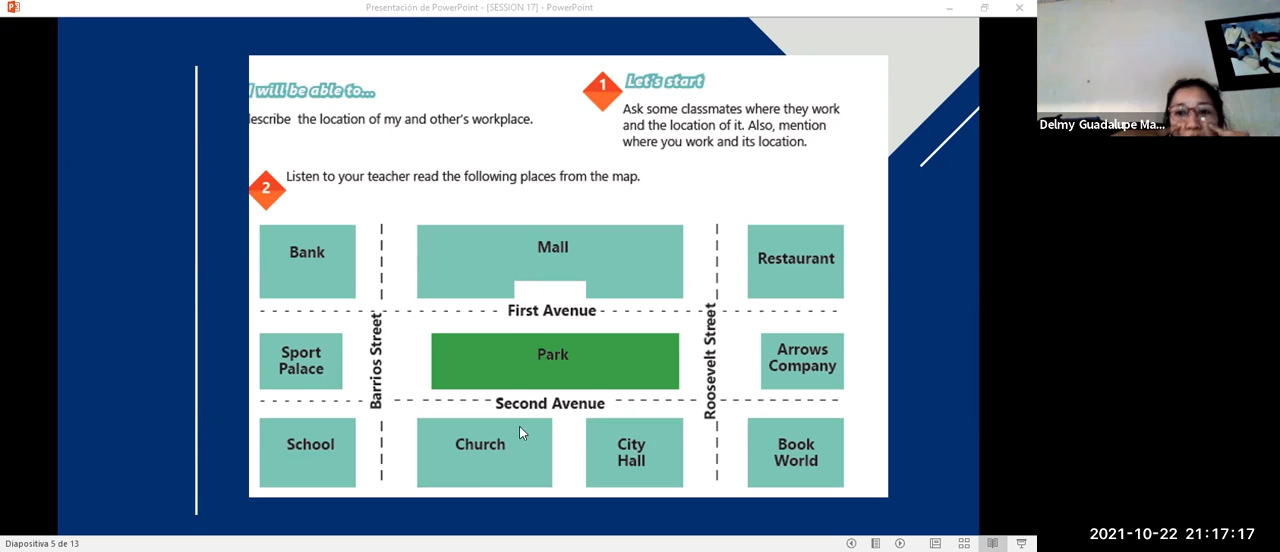 Presentación de PowerPoint - [SESSION 17] - PowerPoint
I will be able to...
describe the location of my and other's workplace.
1
Let's start
Ask some classmates where they work
and the location of it. Also, mention
where you work and its location.
Delmy Guadalupe Ma...
2
Listen to your teacher read the following places from the map.
Bank
Mall
Restaurant
First Avenue
Barrios Street
Roosevelt Street
Sport
Palace
Park
Arrows
Company
Second Avenue
School
Church
City
Hall
Book
World
2021-10-22 21:17:17
Diapositiva 5 de 13